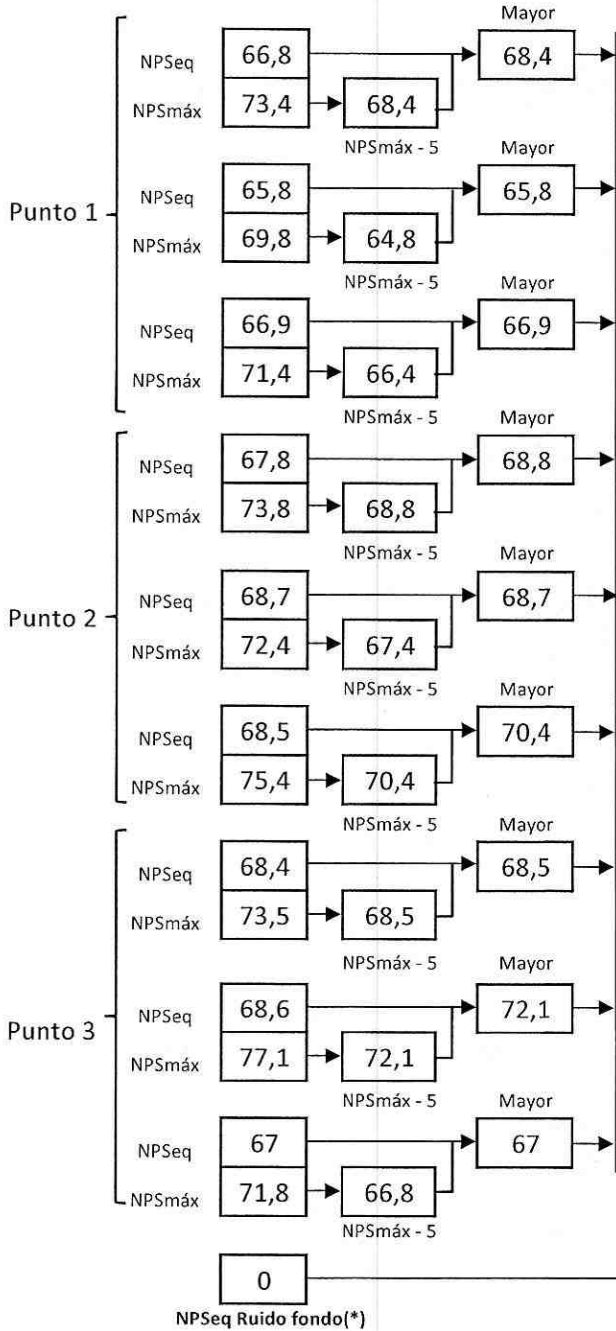 Mayor
NPSeq 66,8 68,4
NPSmáx 73,4 68,4
NPSmáx - 5
Mayor
Punto 1
NPSeq 65,8 65,8
NPSmáx 69,8 64,8
NPSmáx - 5
Mayor
NPSeq 66,9 66,9
NPSmáx 71,4 66,4
NPSmáx - 5
Mayor
NPSeq 67,8 68,8
NPSmáx 73,8 68,8
NPSmáx - 5
Mayor
Punto 2
NPSeq 68,7 68,7
NPSmáx 72,4 67,4
NPSmáx - 5
Mayor
NPSeq 68,5 70,4
NPSmáx 75,4 70,4
NPSmáx - 5
Mayor
NPSeq 68,4 68,5
NPSmáx 73,5 68,5
NPSmáx - 5
Mayor
Punto 3
NPSeq 68,6 72,1
NPSmáx 77,1 72,1
NPSmáx - 5
Mayor
NPSeq 67 67
NPSmáx 71,8 66,8
NPSmáx - 5
0
NPSeq Ruido fondo(*)